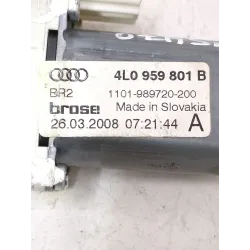 4L0 959 801 B
BR2
1101-989720-200
brose
Made in Slovakia
26.03.2008 07:21:44 A